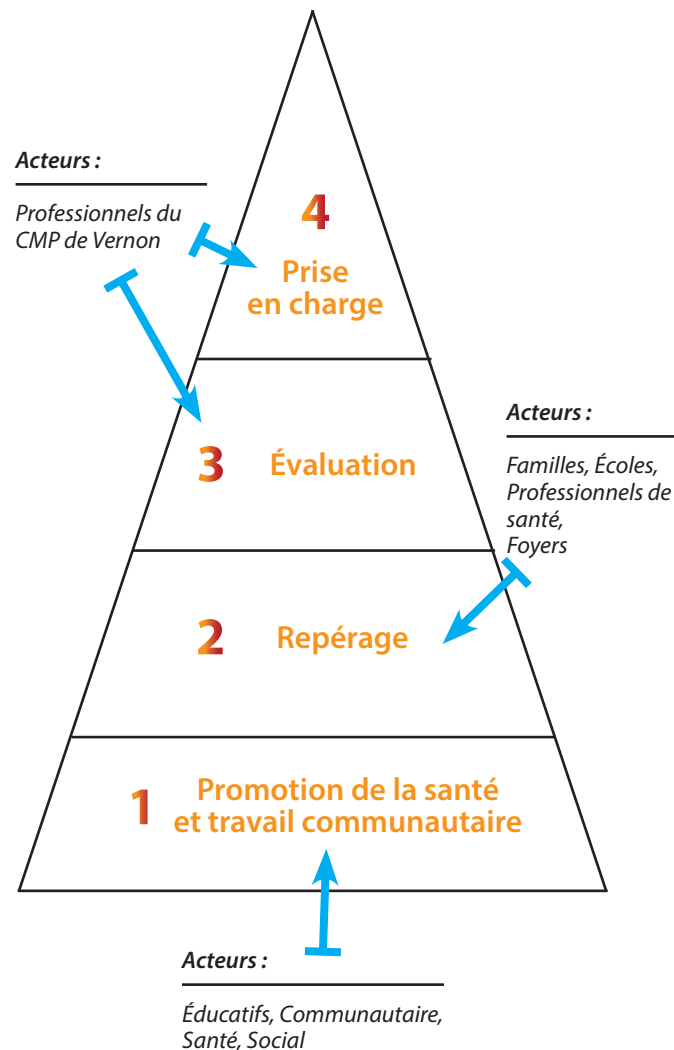 Acteurs :
Professionnels du
CMP de Vernon
4
Prise
en charge
3 Évaluation
Acteurs :
Familles, Écoles,
Professionnels de
santé,
Foyers
2 Repérage
1 Promotion de la santé
et travail communautaire
Acteurs :
Éducatifs, Communautaire,
Santé, Social